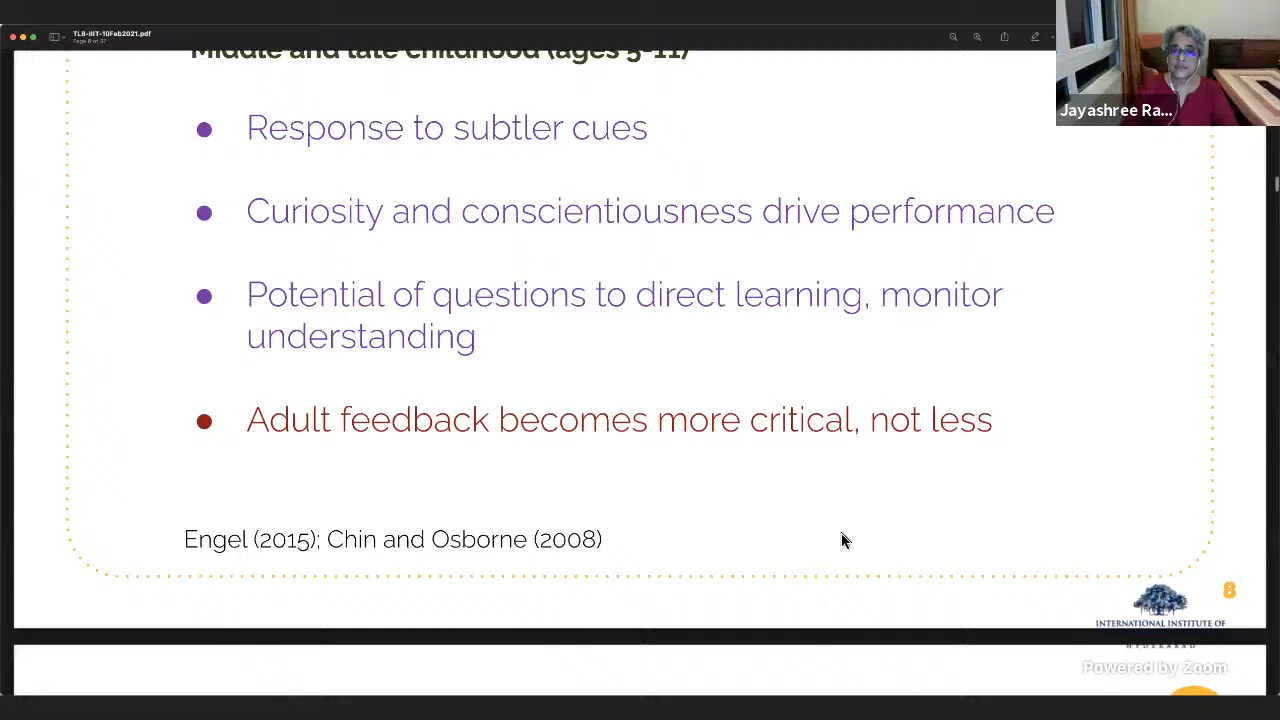 TLB-IIIT-10Feb2021.pdf
Page 8 of 37
Middle and late childhood (ages 5-11)
Jayashree Ra...
● Response to subtler cues
● Curiosity and conscientiousness drive performance
● Potential of questions to direct learning, monitor
understanding
● Adult feedback becomes more critical, not less
Engel (2015); Chin and Osborne (2008)
8
INTERNATIONAL INSTITUTE OF
HYDERABAD
Powered by Zoom